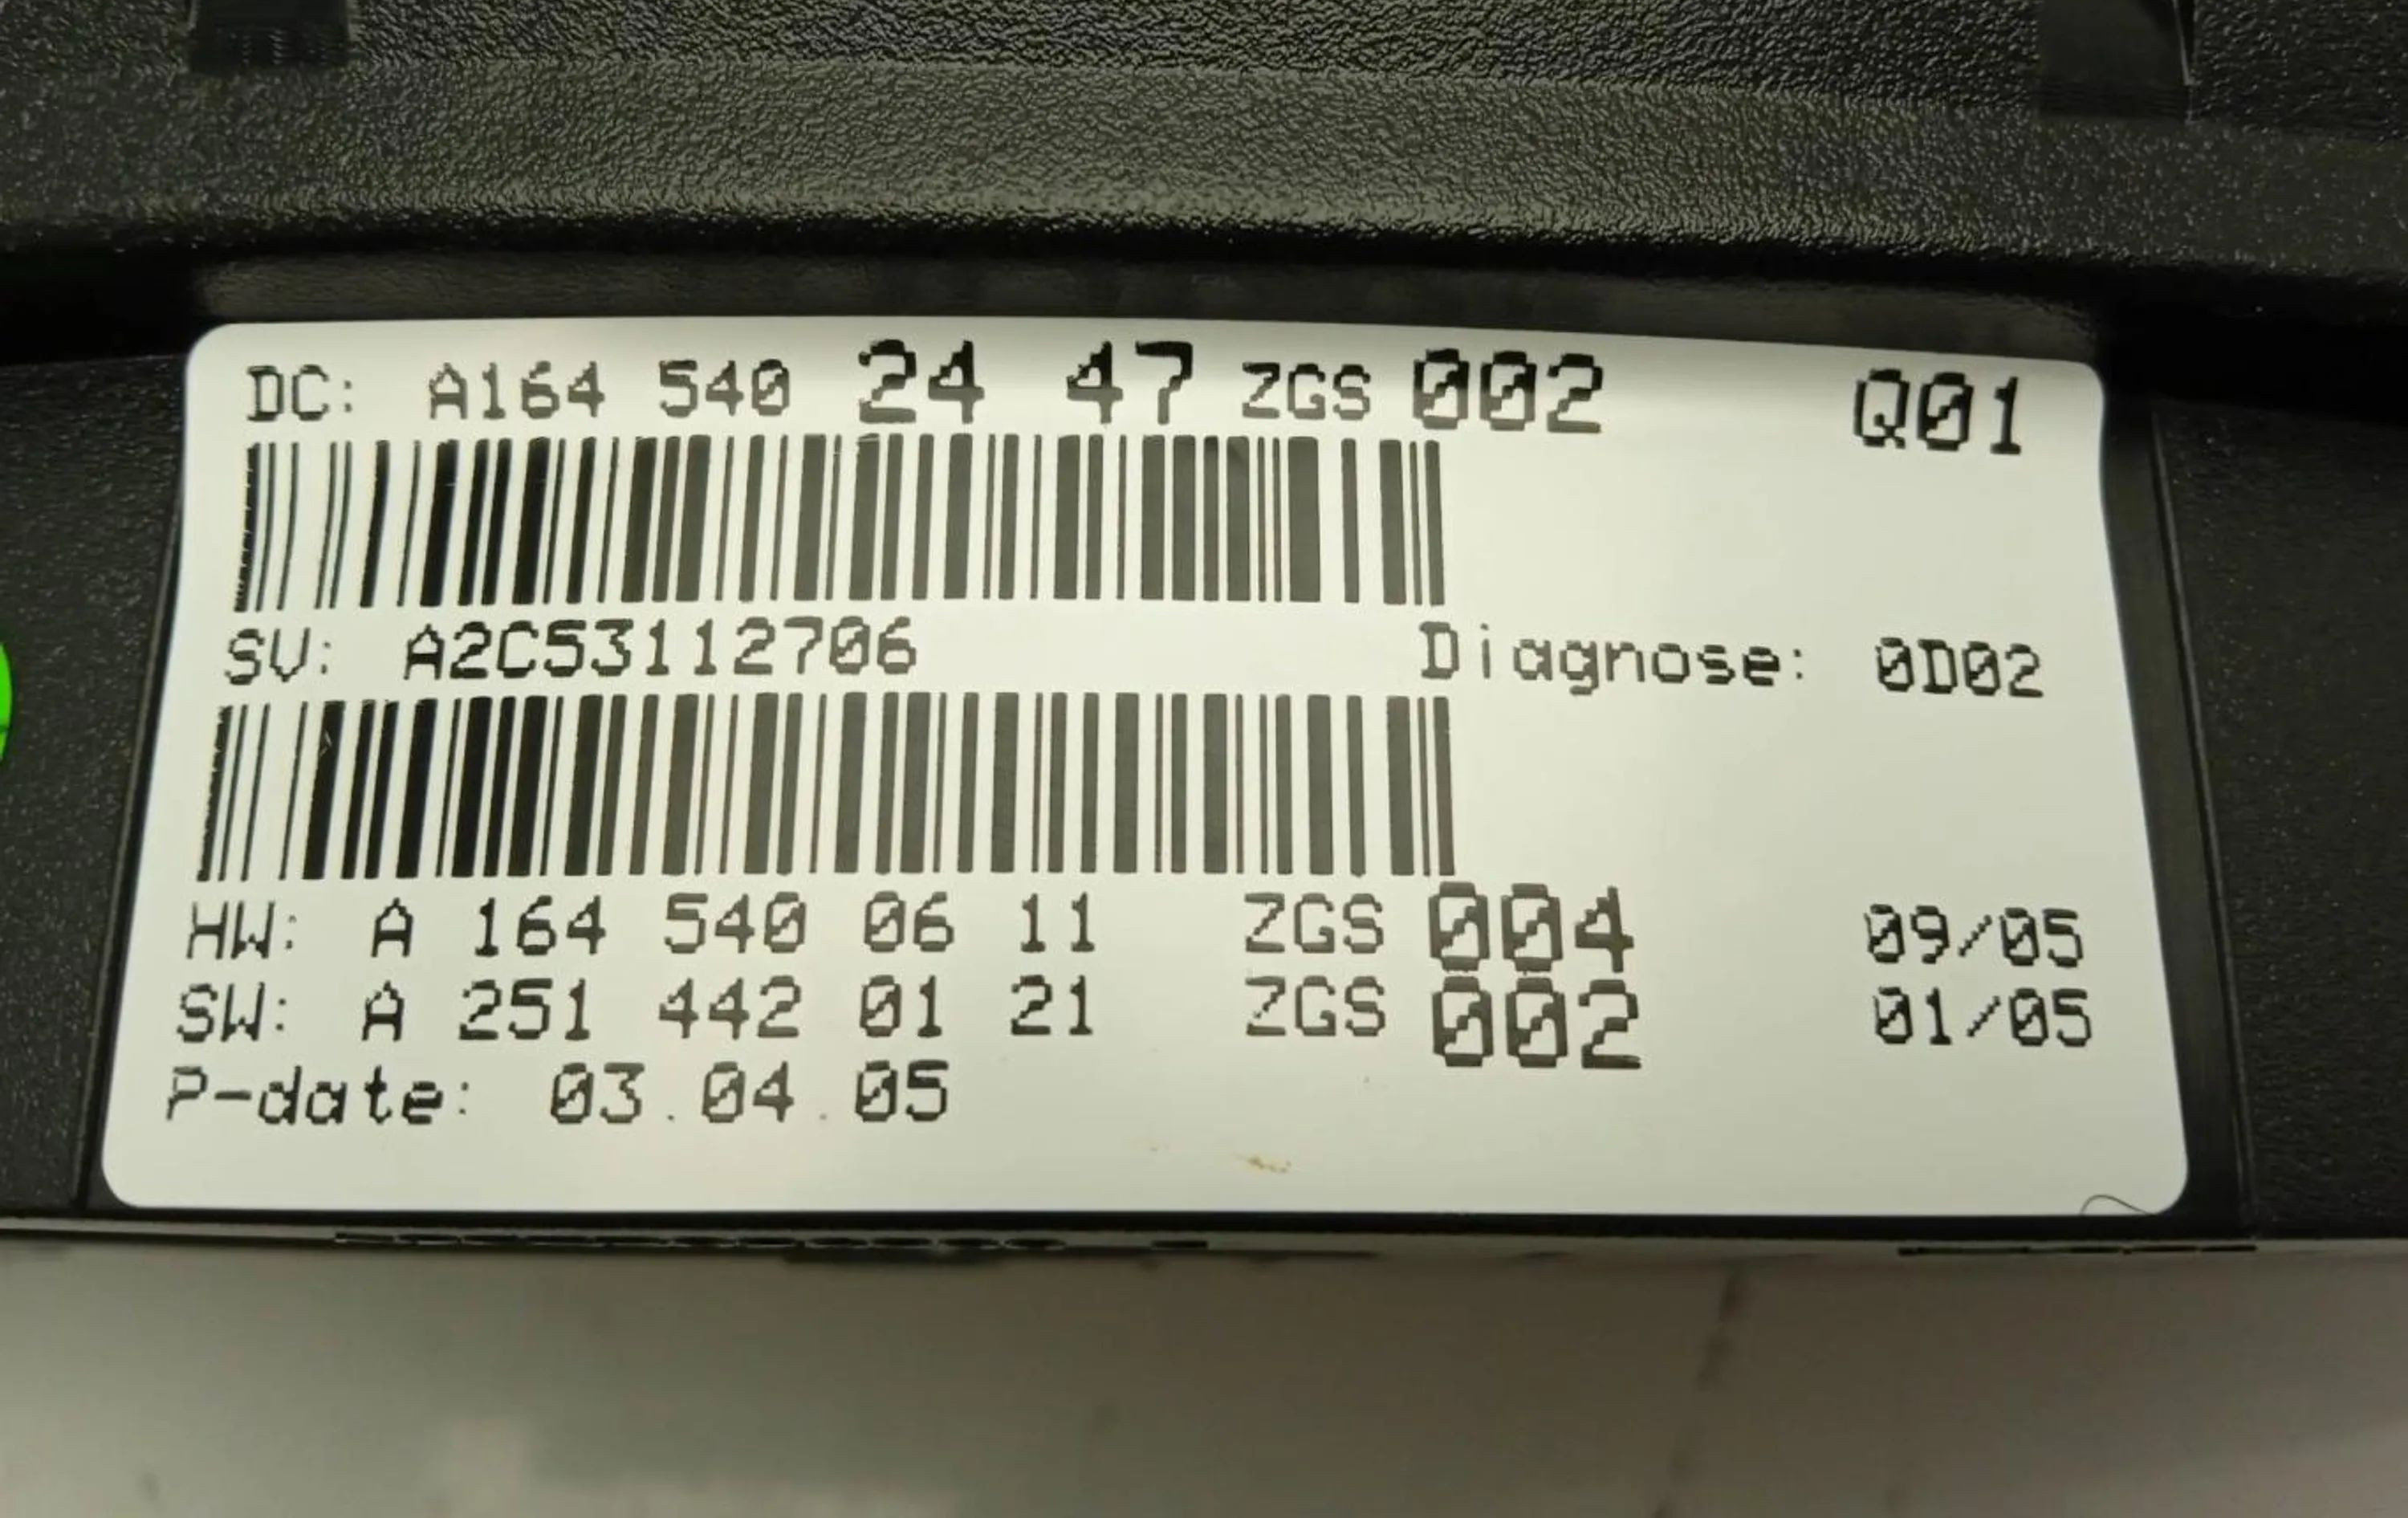 DC: A164 540 24 47 ZGS 002 Q01
SV: A2C53112706 Diagnose: 0D02
HW: A 164 540 06 11 ZGS 004 09/05
SW: A 251 442 01 21 ZGS 002 01/05
P-date: 03.04.05